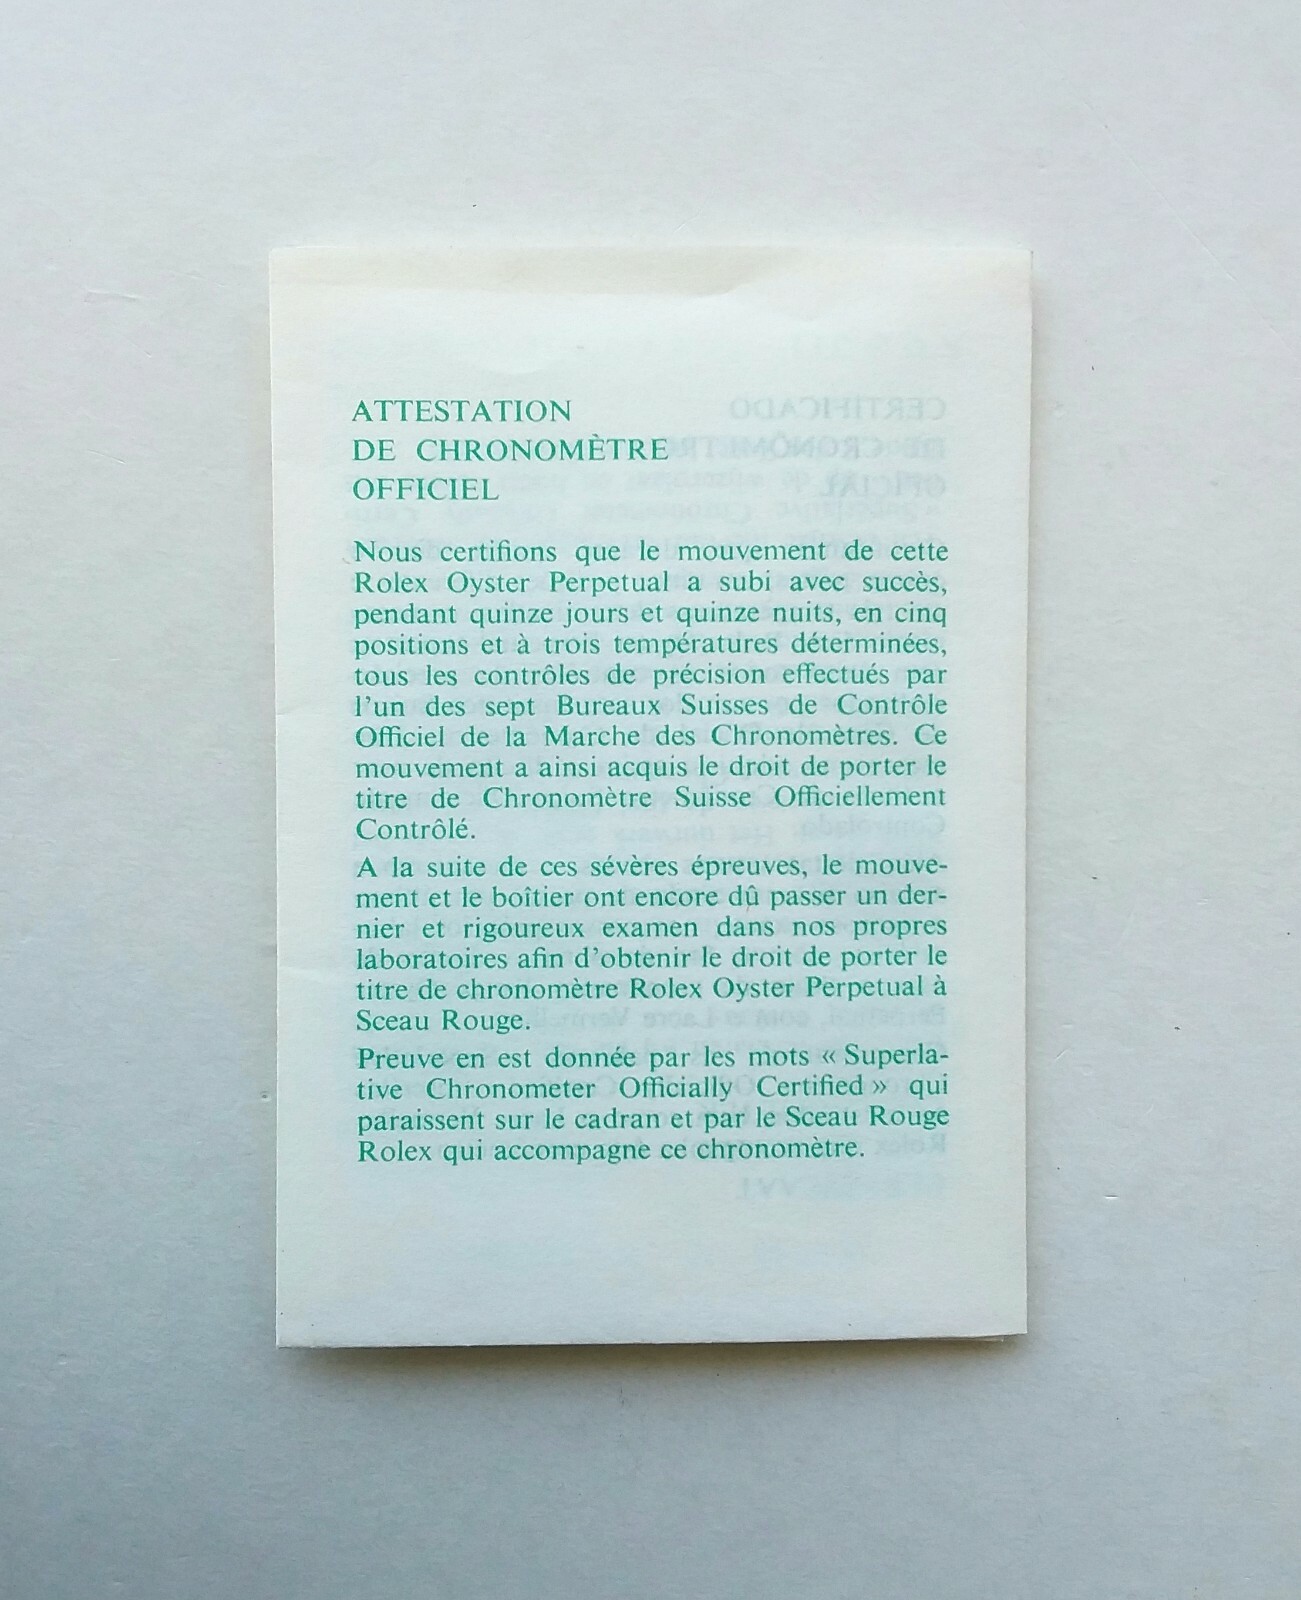 ATTESTATION
DE CHRONOMÈTRE
OFFICIEL
Nous certifions que le mouvement de cette
Rolex Oyster Perpetual a subi avec succès,
pendant quinze jours et quinze nuits, en cinq
positions et à trois températures déterminées,
tous les contrôles de précision effectués par
l'un des sept Bureaux Suisses de Contrôle
Officiel de la Marche des Chronomètres. Ce
mouvement a ainsi acquis le droit de porter le
titre de Chronomètre Suisse Officiellement
Contrôlé.
A la suite de ces sévères épreuves, le mouve-
ment et le boîtier ont encore dû passer un der-
nier et rigoureux examen dans nos propres
laboratoires afin d'obtenir le droit de porter le
titre de chronomètre Rolex Oyster Perpetual à
Sceau Rouge.
Preuve en est donnée par les mots « Superla-
tive Chronometer Officially Certified » qui
paraissent sur le cadran et par le Sceau Rouge
Rolex qui accompagne ce chronomètre.
CERTIFICADO
DE CRONÔMETRO
OFICIAL